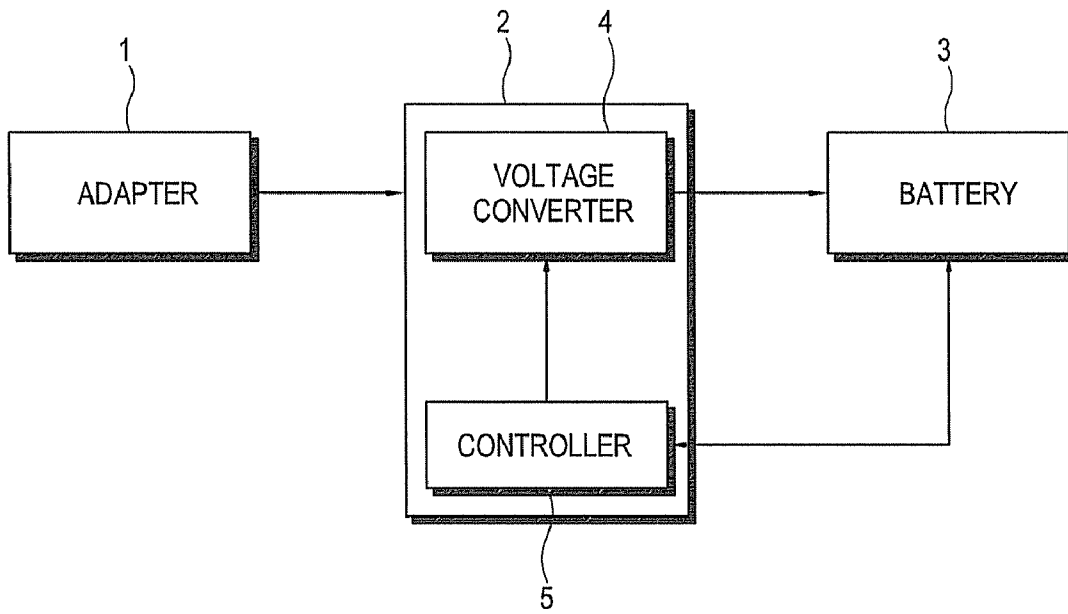 1
2
4
3
ADAPTER
VOLTAGE
CONVERTER
BATTERY
CONTROLLER
5